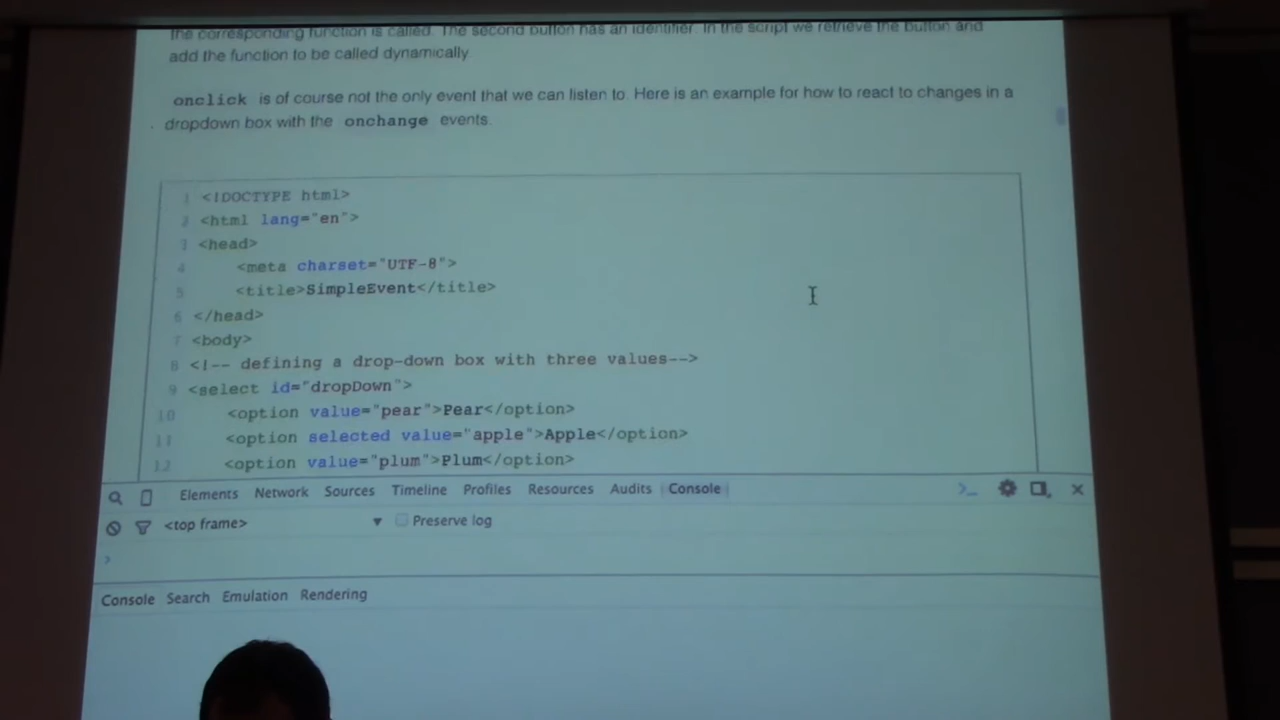 the corresponding function is called. The second button has an identifier. In the script we retrieve the button and
add the function to be called dynamically.
onclick is of course not the only event that we can listen to. Here is an example for how to react to changes in a
dropdown box with the onchange events.
1 <!DOCTYPE html>
2 <html lang="en">
3 <head>
4 <meta charset="UTF-8">
5 <title>SimpleEvent</title>
6 </head>
7 <body>
8 <!-- defining a drop-down box with three values-->
9 <select id="dropDown">
10 <option value="pear">Pear</option>
11 <option selected value="apple">Apple</option>
12 <option value="plum">Plum</option>
Elements Network Sources Timeline Profiles Resources Audits Console
<top frame> ▼ Preserve log
>
Console Search Emulation Rendering